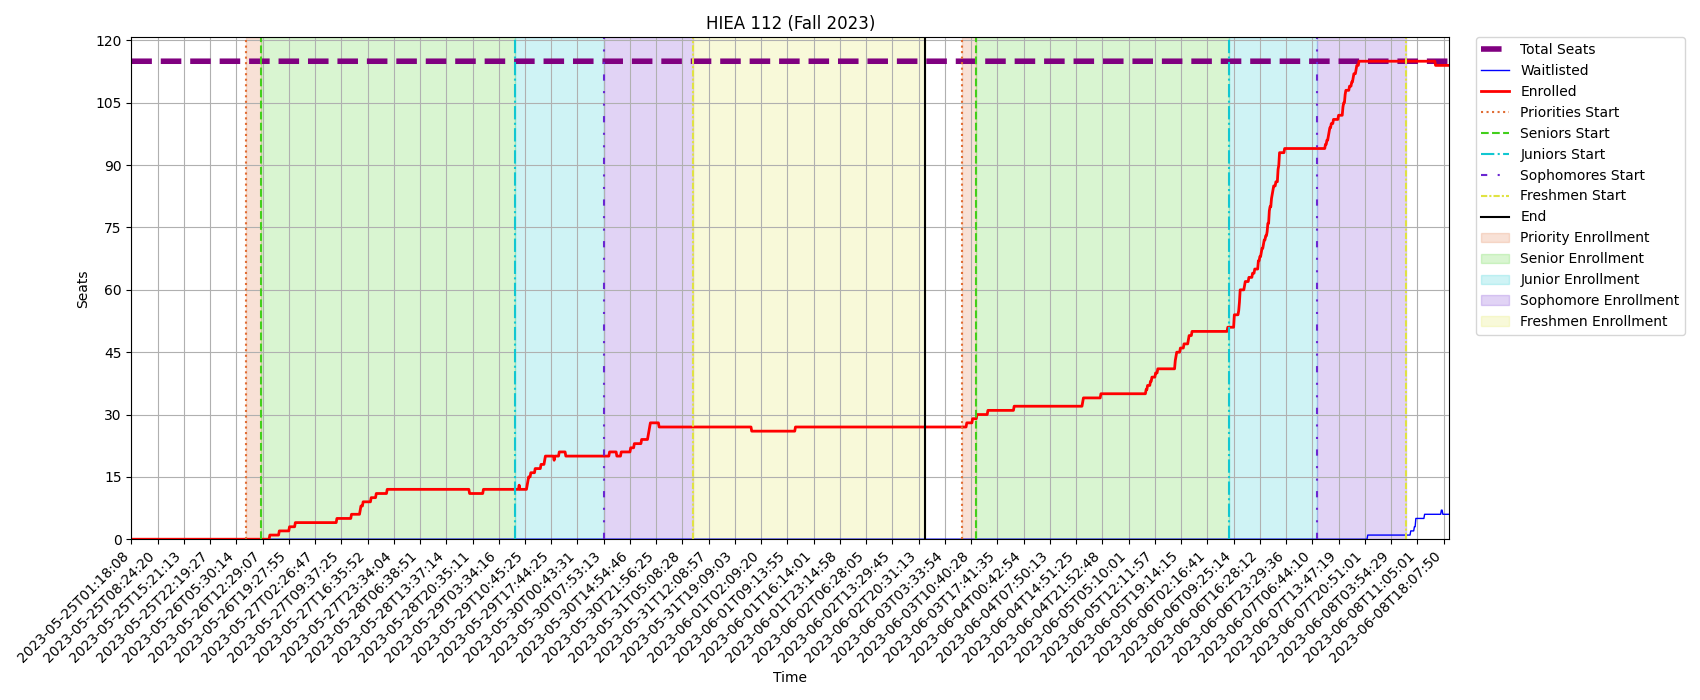 HIEA 112 (Fall 2023)
120
105
90
75
60
45
30
15
0
Seats
2023-05-25T01:18:08
2023-05-25T08:24:20
2023-05-25T15:21:13
2023-05-25T22:19:27
2023-05-26T05:30:14
2023-05-26T12:29:07
2023-05-26T19:27:55
2023-05-27T02:26:47
2023-05-27T09:37:25
2023-05-27T16:35:52
2023-05-27T23:34:04
2023-05-28T06:38:51
2023-05-28T13:37:14
2023-05-28T20:35:11
2023-05-29T03:34:16
2023-05-29T10:45:25
2023-05-29T17:44:25
2023-05-30T00:43:31
2023-05-30T07:53:13
2023-05-30T14:54:46
2023-05-30T21:56:25
2023-05-31T05:08:28
2023-05-31T12:08:57
2023-05-31T19:09:03
2023-06-01T02:09:20
2023-06-01T09:13:55
2023-06-01T16:14:01
2023-06-01T23:14:58
2023-06-02T06:28:05
2023-06-02T13:29:45
2023-06-02T20:31:13
2023-06-03T03:33:54
2023-06-03T10:40:28
2023-06-03T17:41:35
2023-06-04T00:42:54
2023-06-04T07:50:13
2023-06-04T14:51:25
2023-06-04T21:52:48
2023-06-05T05:10:01
2023-06-05T12:11:57
2023-06-05T19:14:15
2023-06-06T02:16:41
2023-06-06T09:25:14
2023-06-06T16:28:12
2023-06-06T23:29:36
2023-06-07T06:44:10
2023-06-07T13:47:19
2023-06-07T20:51:01
2023-06-08T03:54:29
2023-06-08T11:05:01
2023-06-08T18:07:50
Time
Total Seats
Waitlisted
Enrolled
Priorities Start
Seniors Start
Juniors Start
Sophomores Start
Freshmen Start
End
Priority Enrollment
Senior Enrollment
Junior Enrollment
Sophomore Enrollment
Freshmen Enrollment